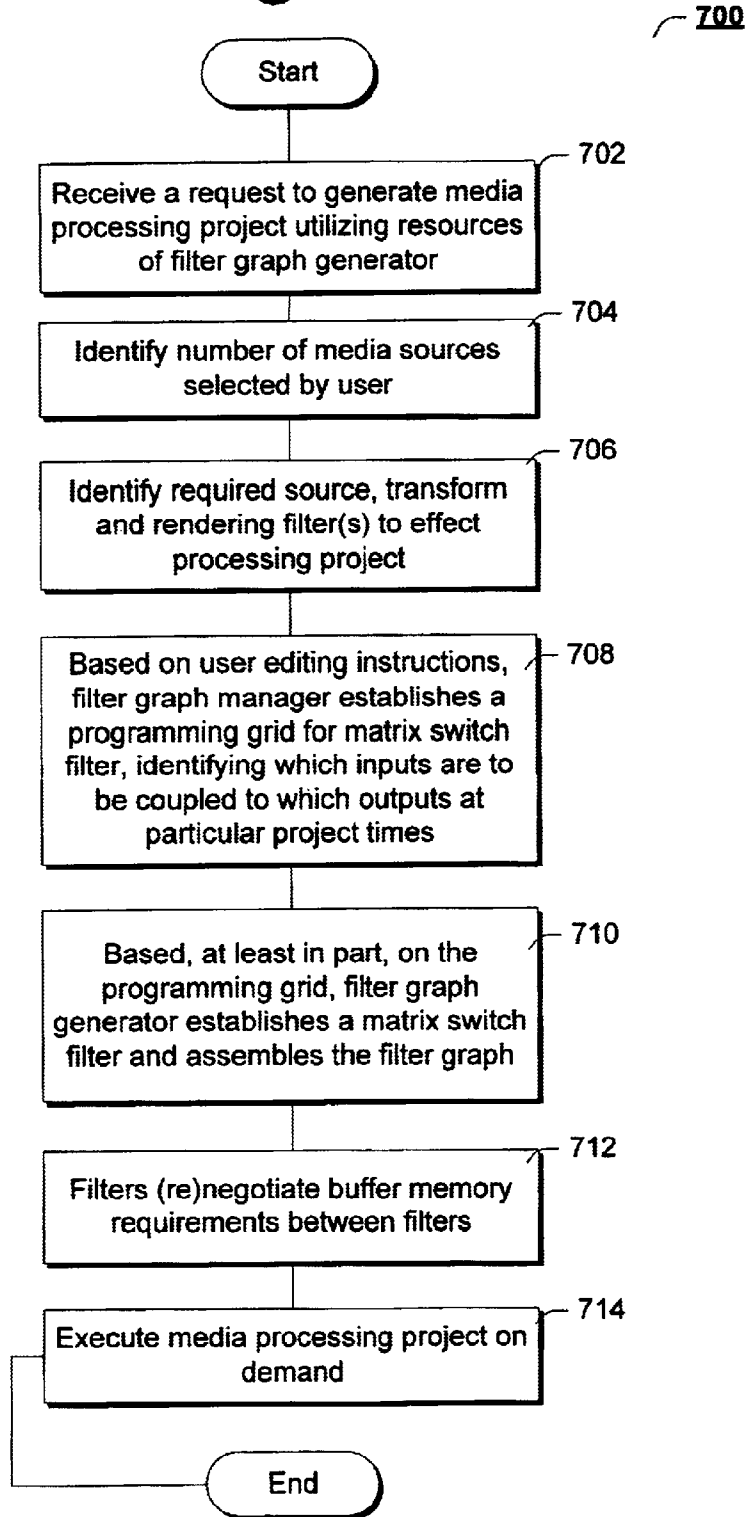 700
Start
702
Receive a request to generate media
processing project utilizing resources
of filter graph generator
704
Identify number of media sources
selected by user
706
Identify required source, transform
and rendering filter(s) to effect
processing project
708
Based on user editing instructions,
filter graph manager establishes a
programming grid for matrix switch
filter, identifying which inputs are to
be coupled to which outputs at
particular project times
710
Based, at least in part, on the
programming grid, filter graph
generator establishes a matrix switch
filter and assembles the filter graph
712
Filters (re)negotiate buffer memory
requirements between filters
714
Execute media processing project on
demand
End